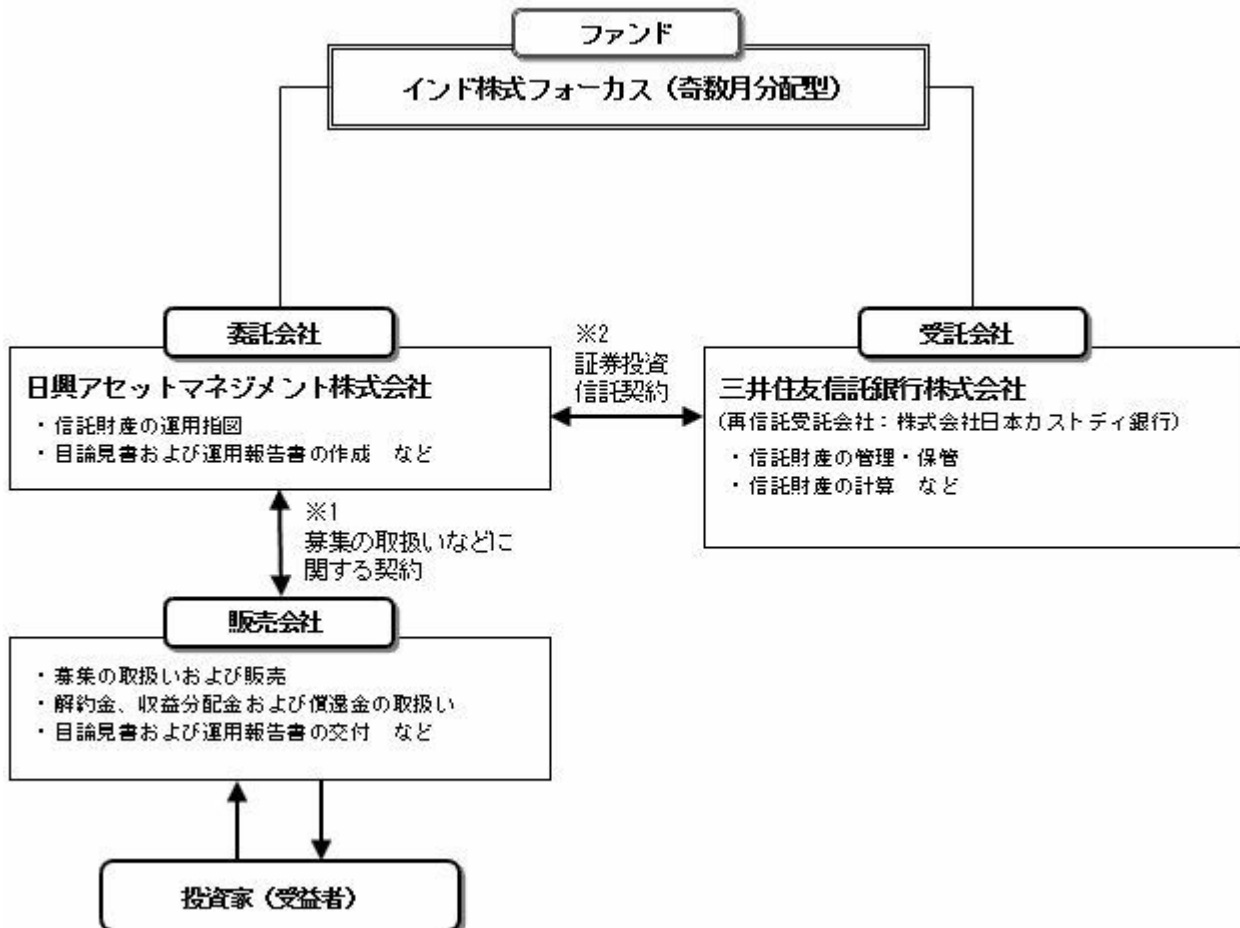 ファンド
インド株式フォーカス（奇数月分配型）
委託会社
日興アセットマネジメント株式会社
・信託財産の運用指図
・目論見書および運用報告書の作成　など
※2
証券投資
信託契約
受託会社
三井住友信託銀行株式会社
（再信託受託会社：株式会社日本カストディ銀行）
・信託財産の管理・保管
・信託財産の計算　など
※1
募集の取扱いなどに
関する契約
販売会社
・募集の取扱いおよび販売
・解約金、収益分配金および償還金の取扱い
・目論見書および運用報告書の交付　など
投資家（受益者）